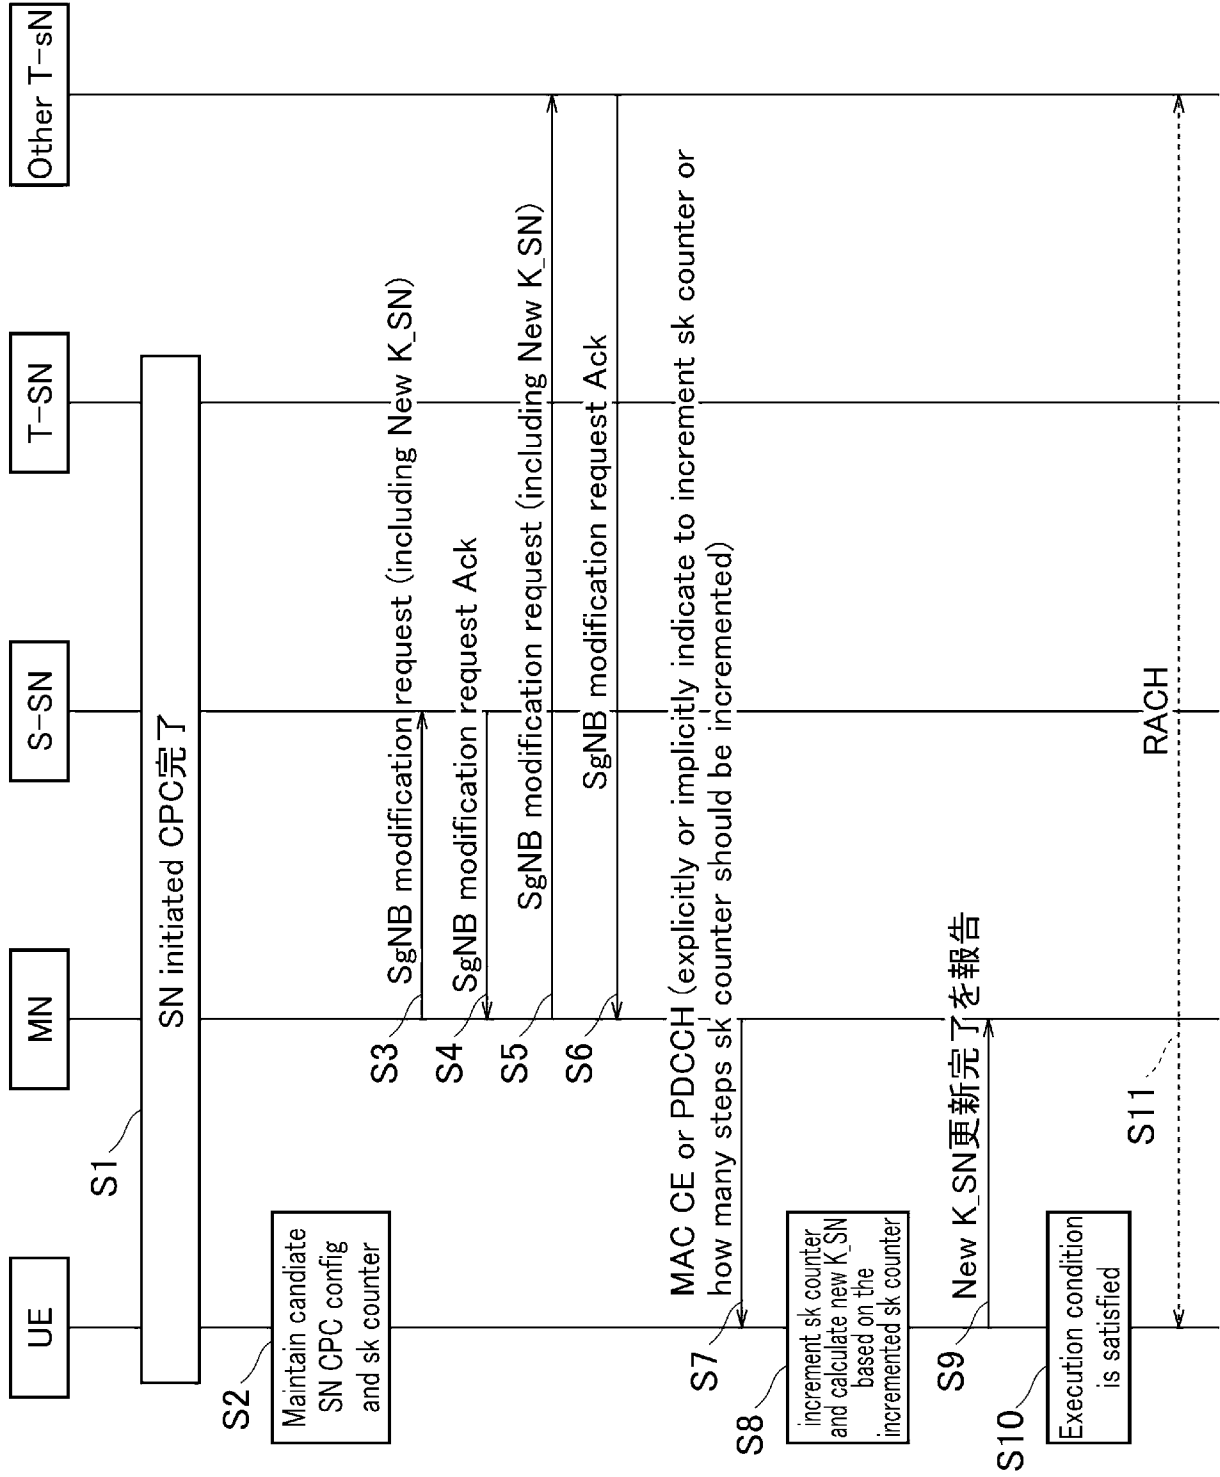 UE
MN
S-SN
T-SN
Other T-sN
S1
SN initiated CPC完了
S2
Maintain candiate
SN CPC config
and sk counter
S3
SgNB modification request (including New K_SN)
S4
SgNB modification request Ack
S5
SgNB modification request (including New K_SN)
S6
SgNB modification request Ack
MAC CE or PDCCH (explicitly or implicitly indicate to increment sk counter or
how many steps sk counter should be incremented)
S7
S8
increment sk counter
and calculate new K_SN
based on the
incremented sk counter
S9
New K_SN更新完了を報告
S10
Execution condition
is satisfied
S11
RACH